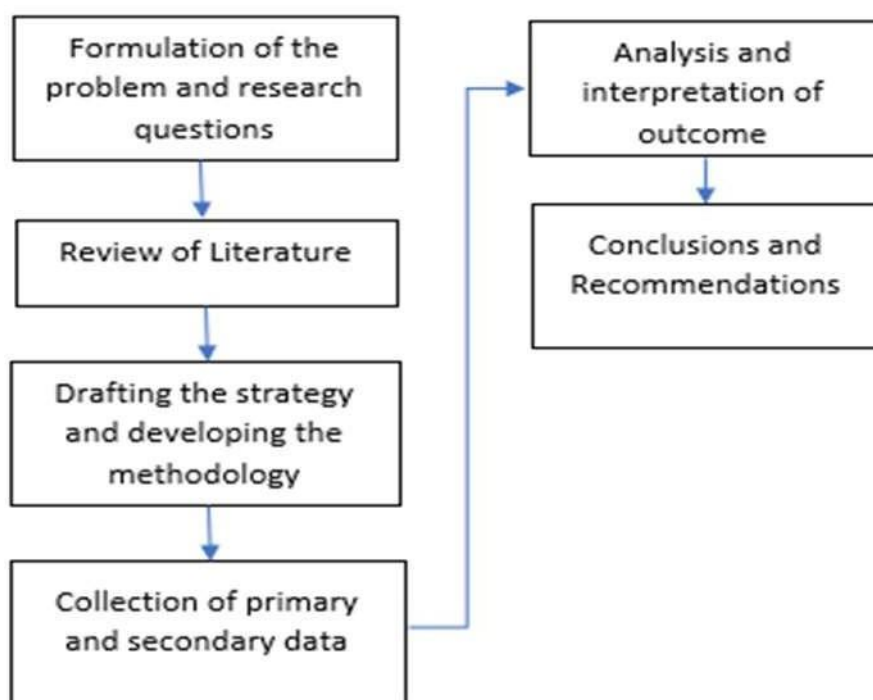 Formulation of the
problem and research
questions
Review of Literature
Drafting the strategy
and developing the
methodology
Collection of primary
and secondary data
Analysis and
interpretation of
outcome
Conclusions and
Recommendations